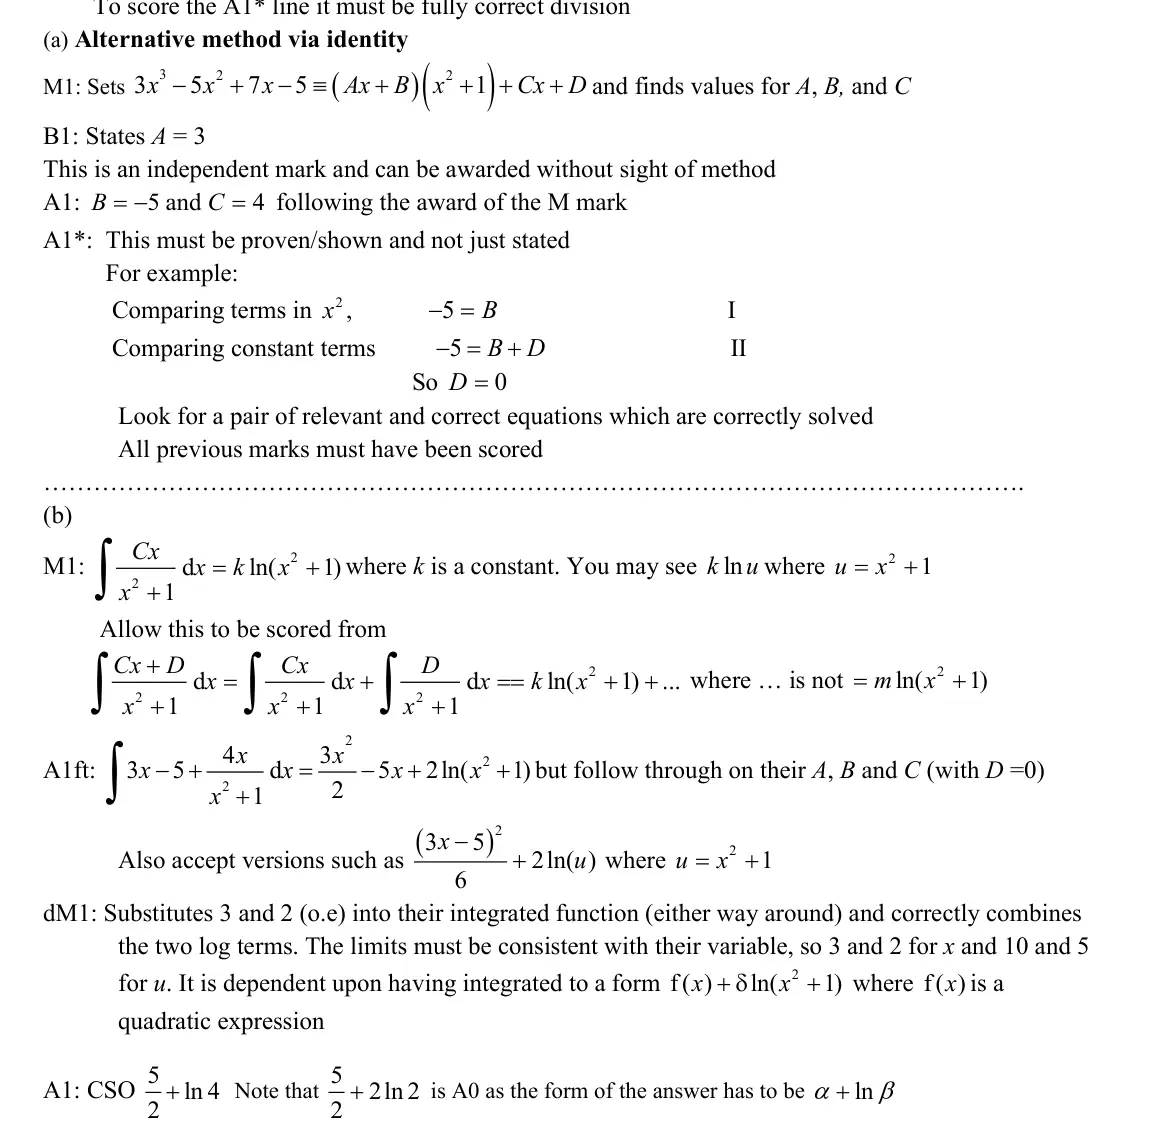 To score the A1* line it must be fully correct division
(a) Alternative method via identity
M1: Sets 3x³ – 5x² + 7x – 5 ≡ (Ax + B)(x² + 1) + Cx + D and finds values for A, B, and C
B1: States A = 3
This is an independent mark and can be awarded without sight of method
A1: B = –5 and C = 4 following the award of the M mark
A1*: This must be proven/shown and not just stated
For example:
Comparing terms in x², –5 = B I
Comparing constant terms –5 = B + D II
So D = 0
Look for a pair of relevant and correct equations which are correctly solved
All previous marks must have been scored
……………………………………………………………………………………………………….
(b)
M1: ∫ Cx/(x² + 1) dx = k ln(x² + 1) where k is a constant. You may see k ln u where u = x² + 1
Allow this to be scored from
∫ (Cx + D)/(x² + 1) dx = ∫ Cx/(x² + 1) dx + ∫ D/(x² + 1) dx == k ln(x² + 1) + ... where … is not = m ln(x² + 1)
A1ft: ∫ 3x – 5 + 4x/(x² + 1) dx = 3x²/2 – 5x + 2 ln(x² + 1) but follow through on their A, B and C (with D =0)
Also accept versions such as (3x – 5)²/6 + 2 ln(u) where u = x² + 1
dM1: Substitutes 3 and 2 (o.e) into their integrated function (either way around) and correctly combines
the two log terms. The limits must be consistent with their variable, so 3 and 2 for x and 10 and 5
for u. It is dependent upon having integrated to a form f(x) + δ ln(x² + 1) where f(x) is a
quadratic expression
A1: CSO 5/2 + ln 4 Note that 5/2 + 2 ln 2 is A0 as the form of the answer has to be α + ln β